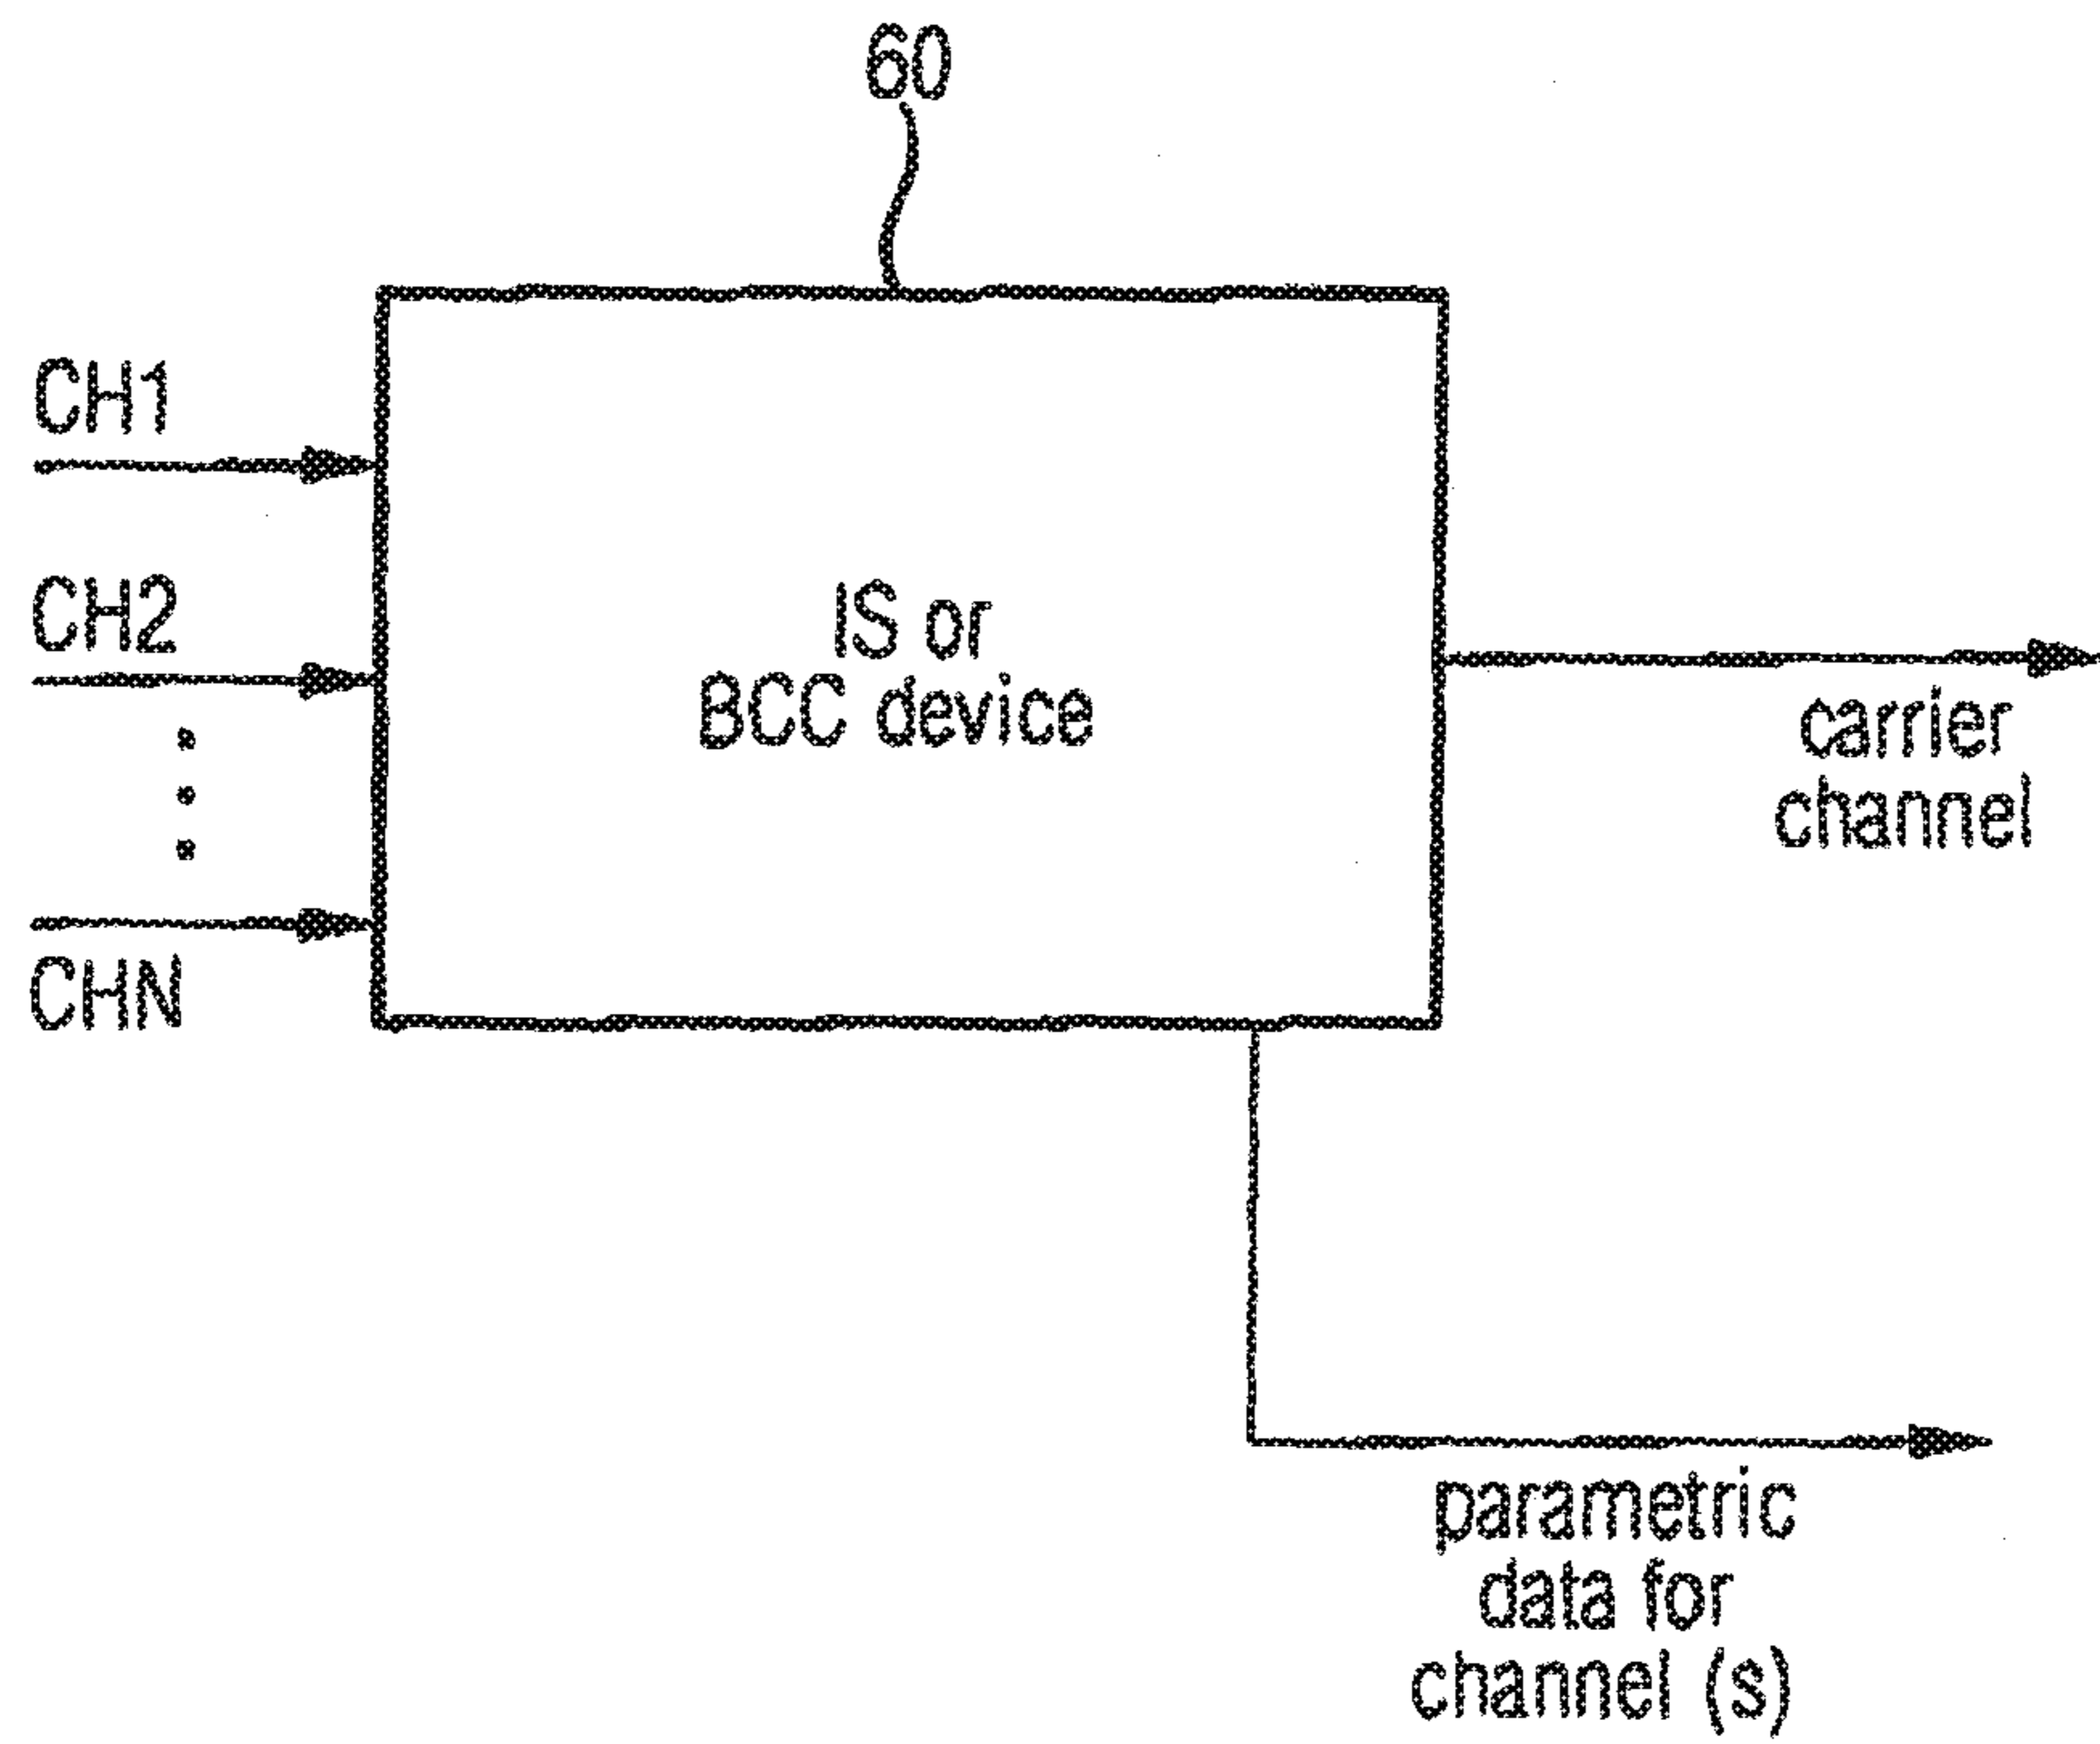 60
CH1
CH2
CHN
IS or
BCC device
carrier
channel
parametric
data for
channel (s)